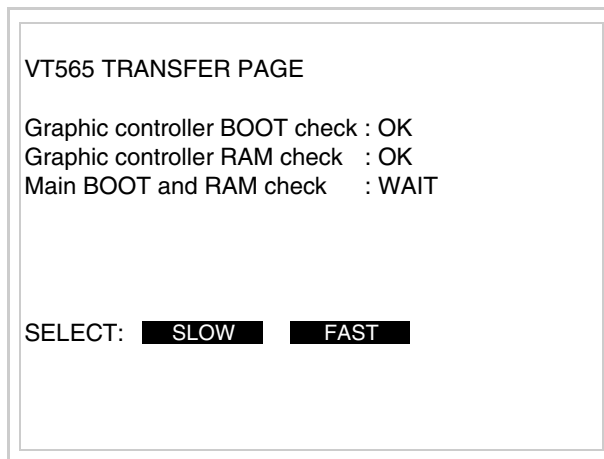 VT565 TRANSFER PAGE
Graphic controller BOOT check : OK
Graphic controller RAM check : OK
Main BOOT and RAM check : WAIT
SELECT: SLOW FAST